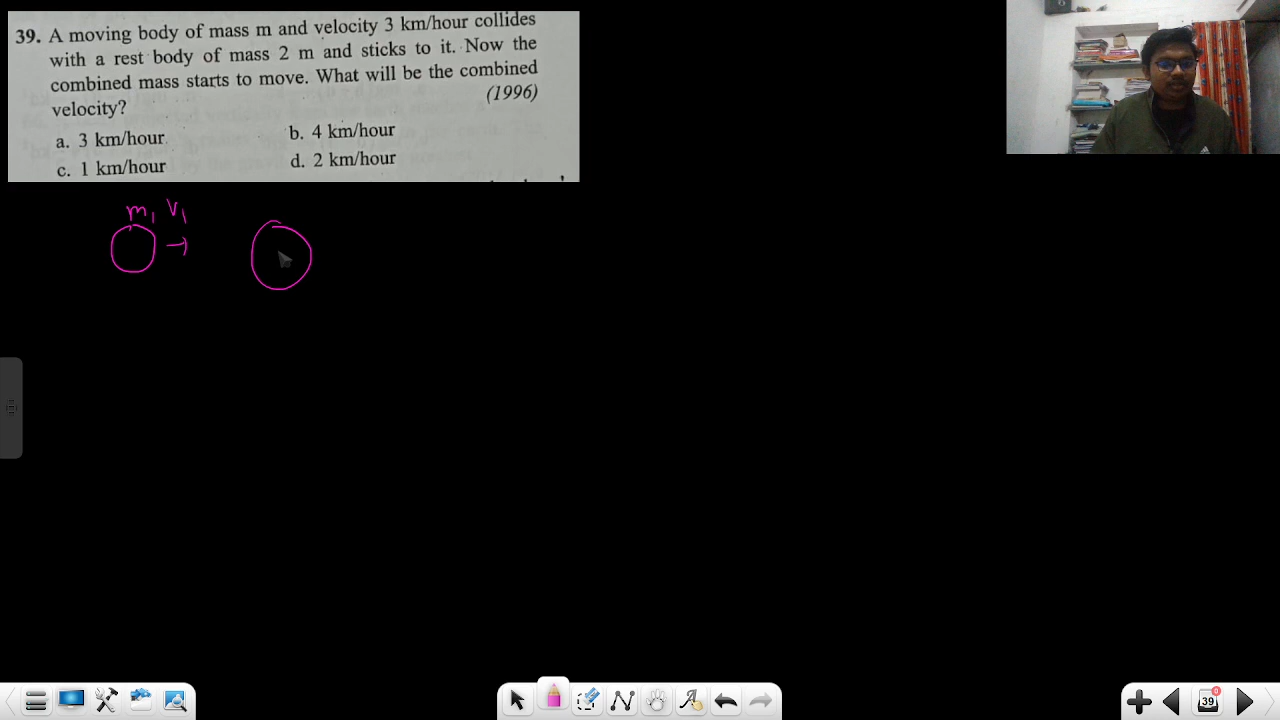 39. A moving body of mass m and velocity 3 km/hour collides
with a rest body of mass 2 m and sticks to it. Now the
combined mass starts to move. What will be the combined
velocity? (1996)
a. 3 km/hour b. 4 km/hour
c. 1 km/hour d. 2 km/hour
m₁ v₁
39